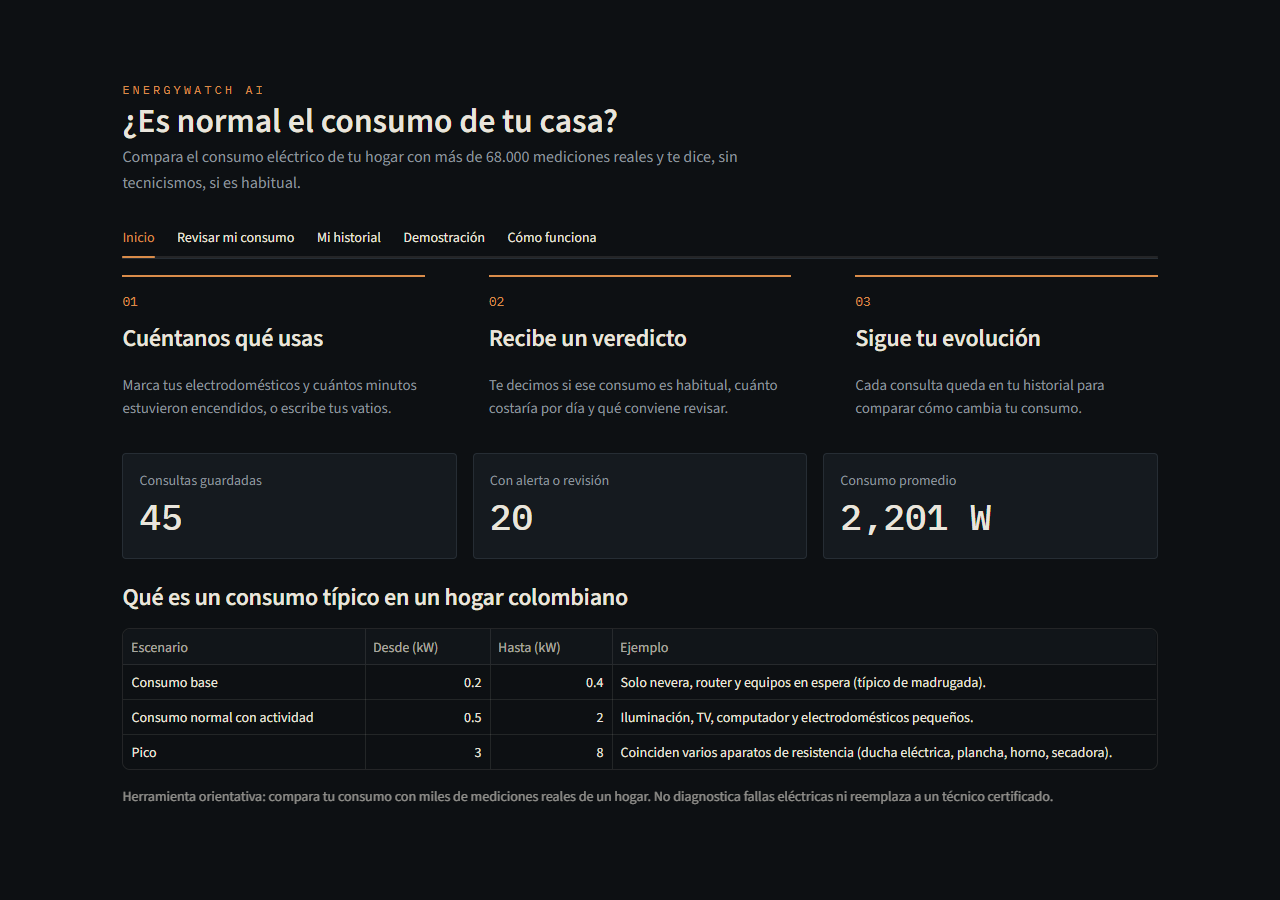 ENERGYWATCH AI
¿Es normal el consumo de tu casa?
Compara el consumo eléctrico de tu hogar con más de 68.000 mediciones reales y te dice, sin
tecnicismos, si es habitual.
Inicio Revisar mi consumo Mi historial Demostración Cómo funciona
01
Cuéntanos qué usas
Marca tus electrodomésticos y cuántos minutos
estuvieron encendidos, o escribe tus vatios.
02
Recibe un veredicto
Te decimos si ese consumo es habitual, cuánto
costaría por día y qué conviene revisar.
03
Sigue tu evolución
Cada consulta queda en tu historial para
comparar cómo cambia tu consumo.
Consultas guardadas
45
Con alerta o revisión
20
Consumo promedio
2,201 W
Qué es un consumo típico en un hogar colombiano
Escenario Desde (kW) Hasta (kW) Ejemplo
Consumo base 0.2 0.4 Solo nevera, router y equipos en espera (típico de madrugada).
Consumo normal con actividad 0.5 2 Iluminación, TV, computador y electrodomésticos pequeños.
Pico 3 8 Coinciden varios aparatos de resistencia (ducha eléctrica, plancha, horno, secadora).
Herramienta orientativa: compara tu consumo con miles de mediciones reales de un hogar. No diagnostica fallas eléctricas ni reemplaza a un técnico certificado.